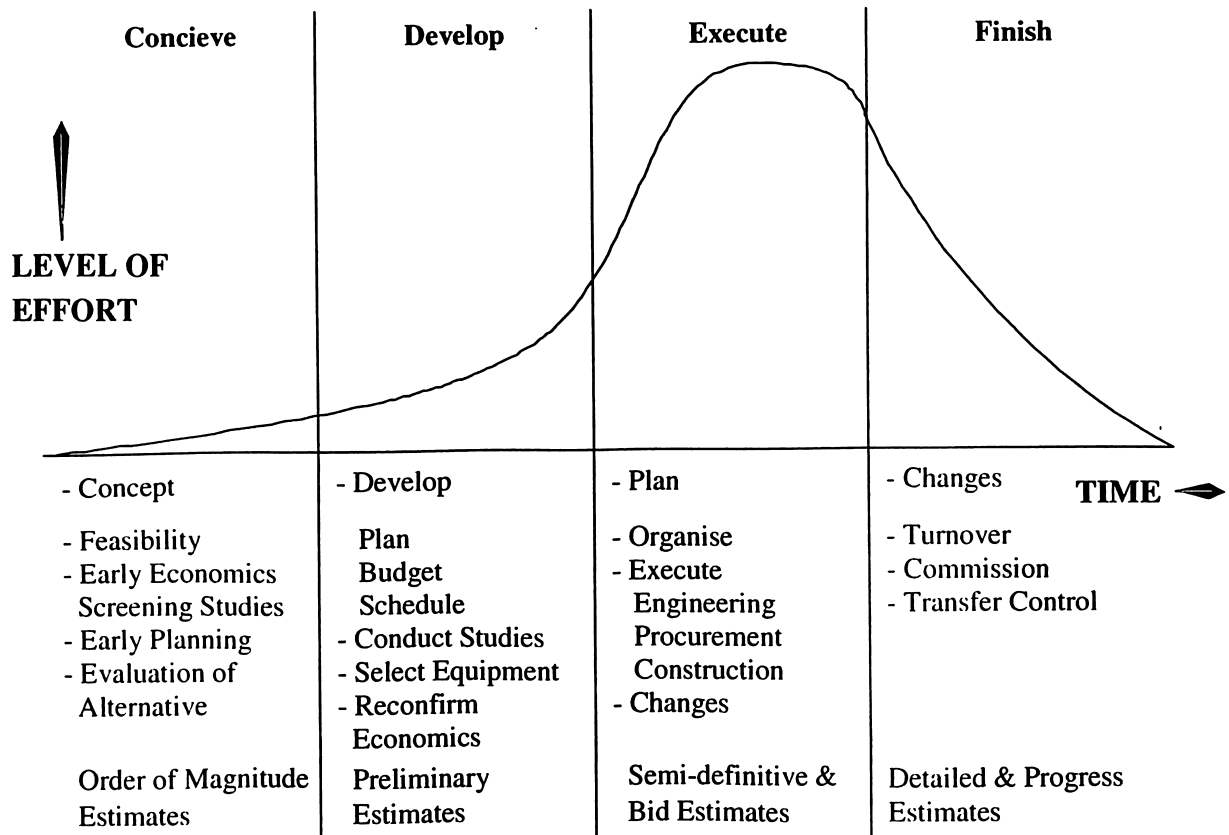 Concieve
Develop
Execute
Finish
LEVEL OF
EFFORT
TIME
- Concept
- Feasibility
- Early Economics
Screening Studies
- Early Planning
- Evaluation of
Alternative
Order of Magnitude
Estimates
- Develop
Plan
Budget
Schedule
- Conduct Studies
- Select Equipment
- Reconfirm
Economics
Preliminary
Estimates
- Plan
- Organise
- Execute
Engineering
Procurement
Construction
- Changes
Semi-definitive &
Bid Estimates
- Changes
- Turnover
- Commission
- Transfer Control
Detailed & Progress
Estimates